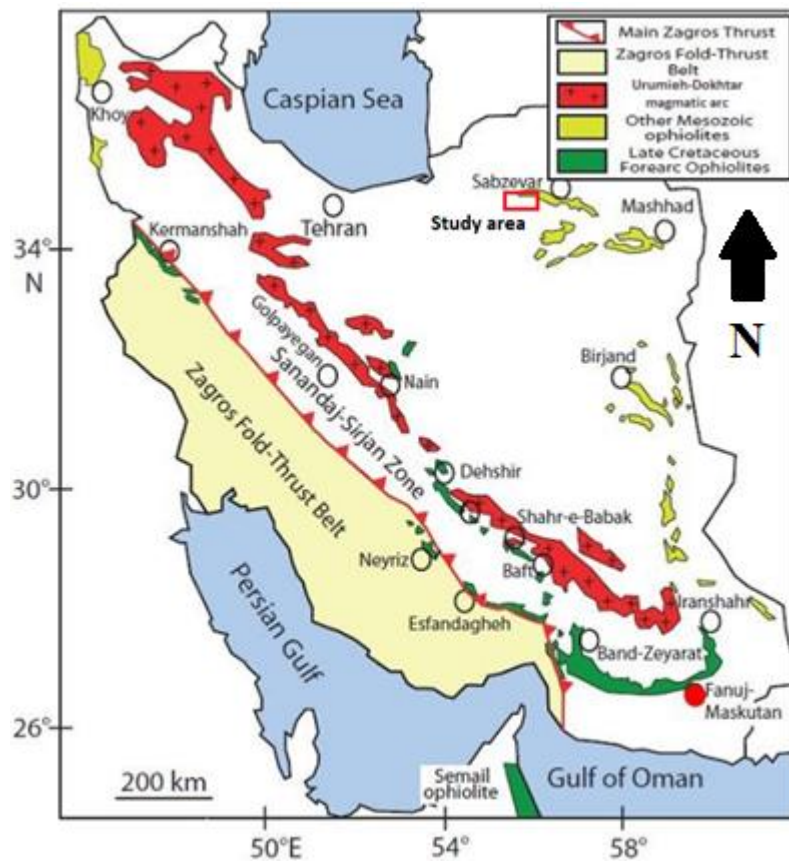 Main Zagros Thrust
Zagros Fold-Thrust
Belt
Urumieh-Dokhtar
magmatic arc
Other Mesozoic
ophiolites
Late Cretaceous
Forearc Ophiolites
Caspian Sea
Khoy
Sabzevar
Mashhad
Tehran
Study area
Kermanshah
34°
N
N
Golpayegan
Sanandaj-Sirjan Zone
Nain
Birjand
Zagros Fold-Thrust Belt
Dehshir
30°
Shahr-e-Babak
Neyriz
Baft
Persian Gulf
Esfandagheh
Iranshahr
Band-Zeyarat
Fanuj-
Maskutan
26°
200 km
Semail
ophiolite
Gulf of Oman
50°E
54°
58°